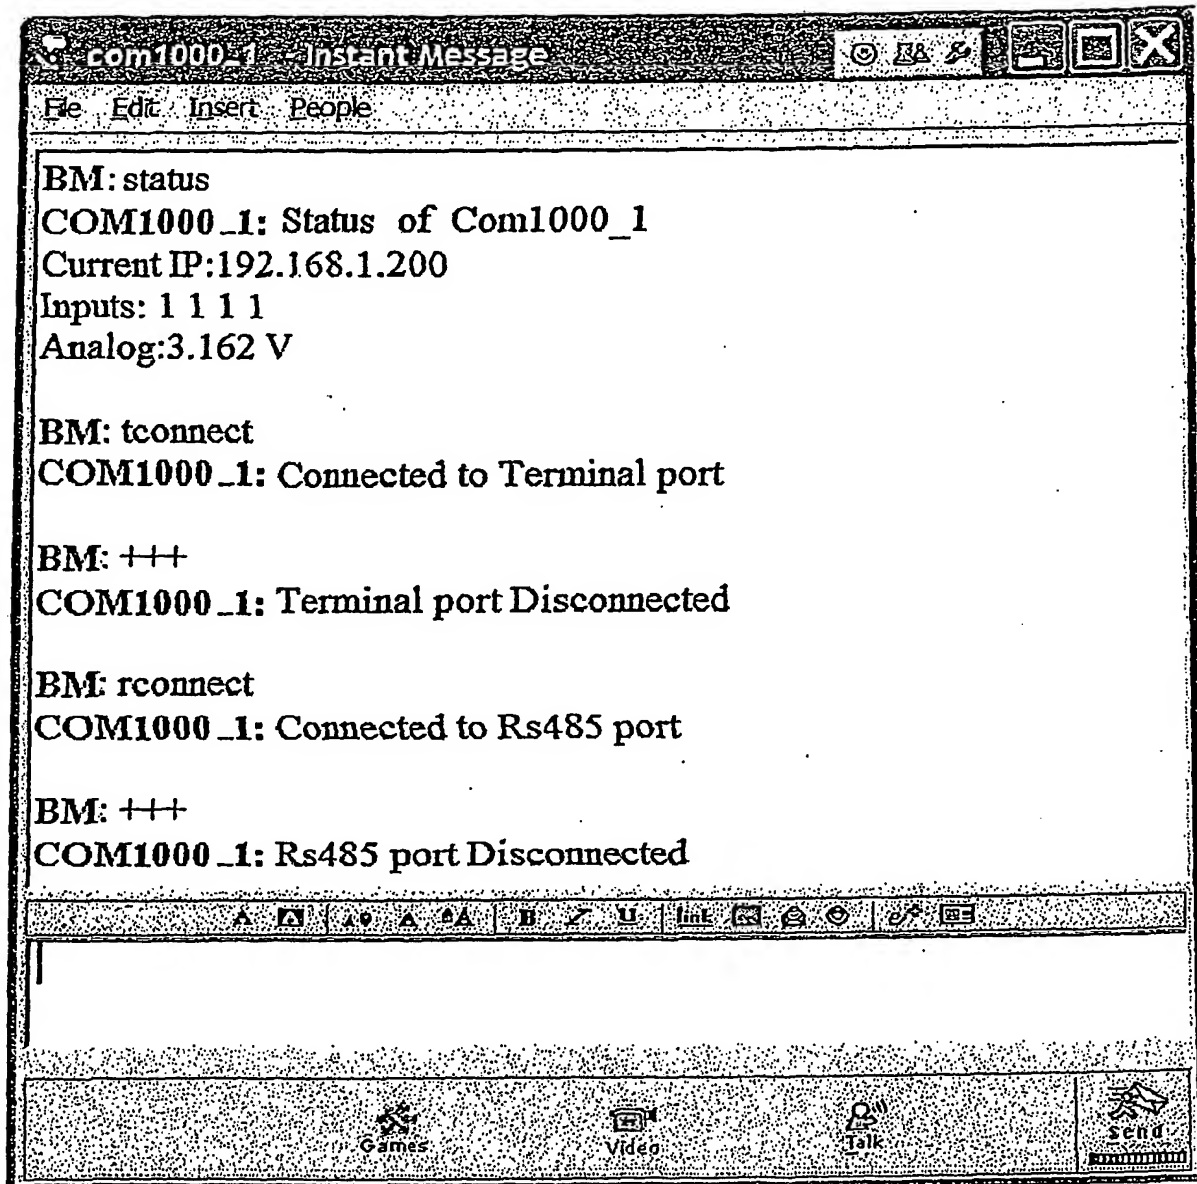 com1000_1 - Instant Message
File Edit Insert People
BM: status
COM1000_1: Status of Com1000_1
Current IP:192.168.1.200
Inputs: 1 1 1 1
Analog:3.162 V
BM: tconnect
COM1000_1: Connected to Terminal port
BM: +++
COM1000_1: Terminal port Disconnected
BM: rconnect
COM1000_1: Connected to Rs485 port
BM: +++
COM1000_1: Rs485 port Disconnected
A A A A A B I U link
Games Video Talk Send